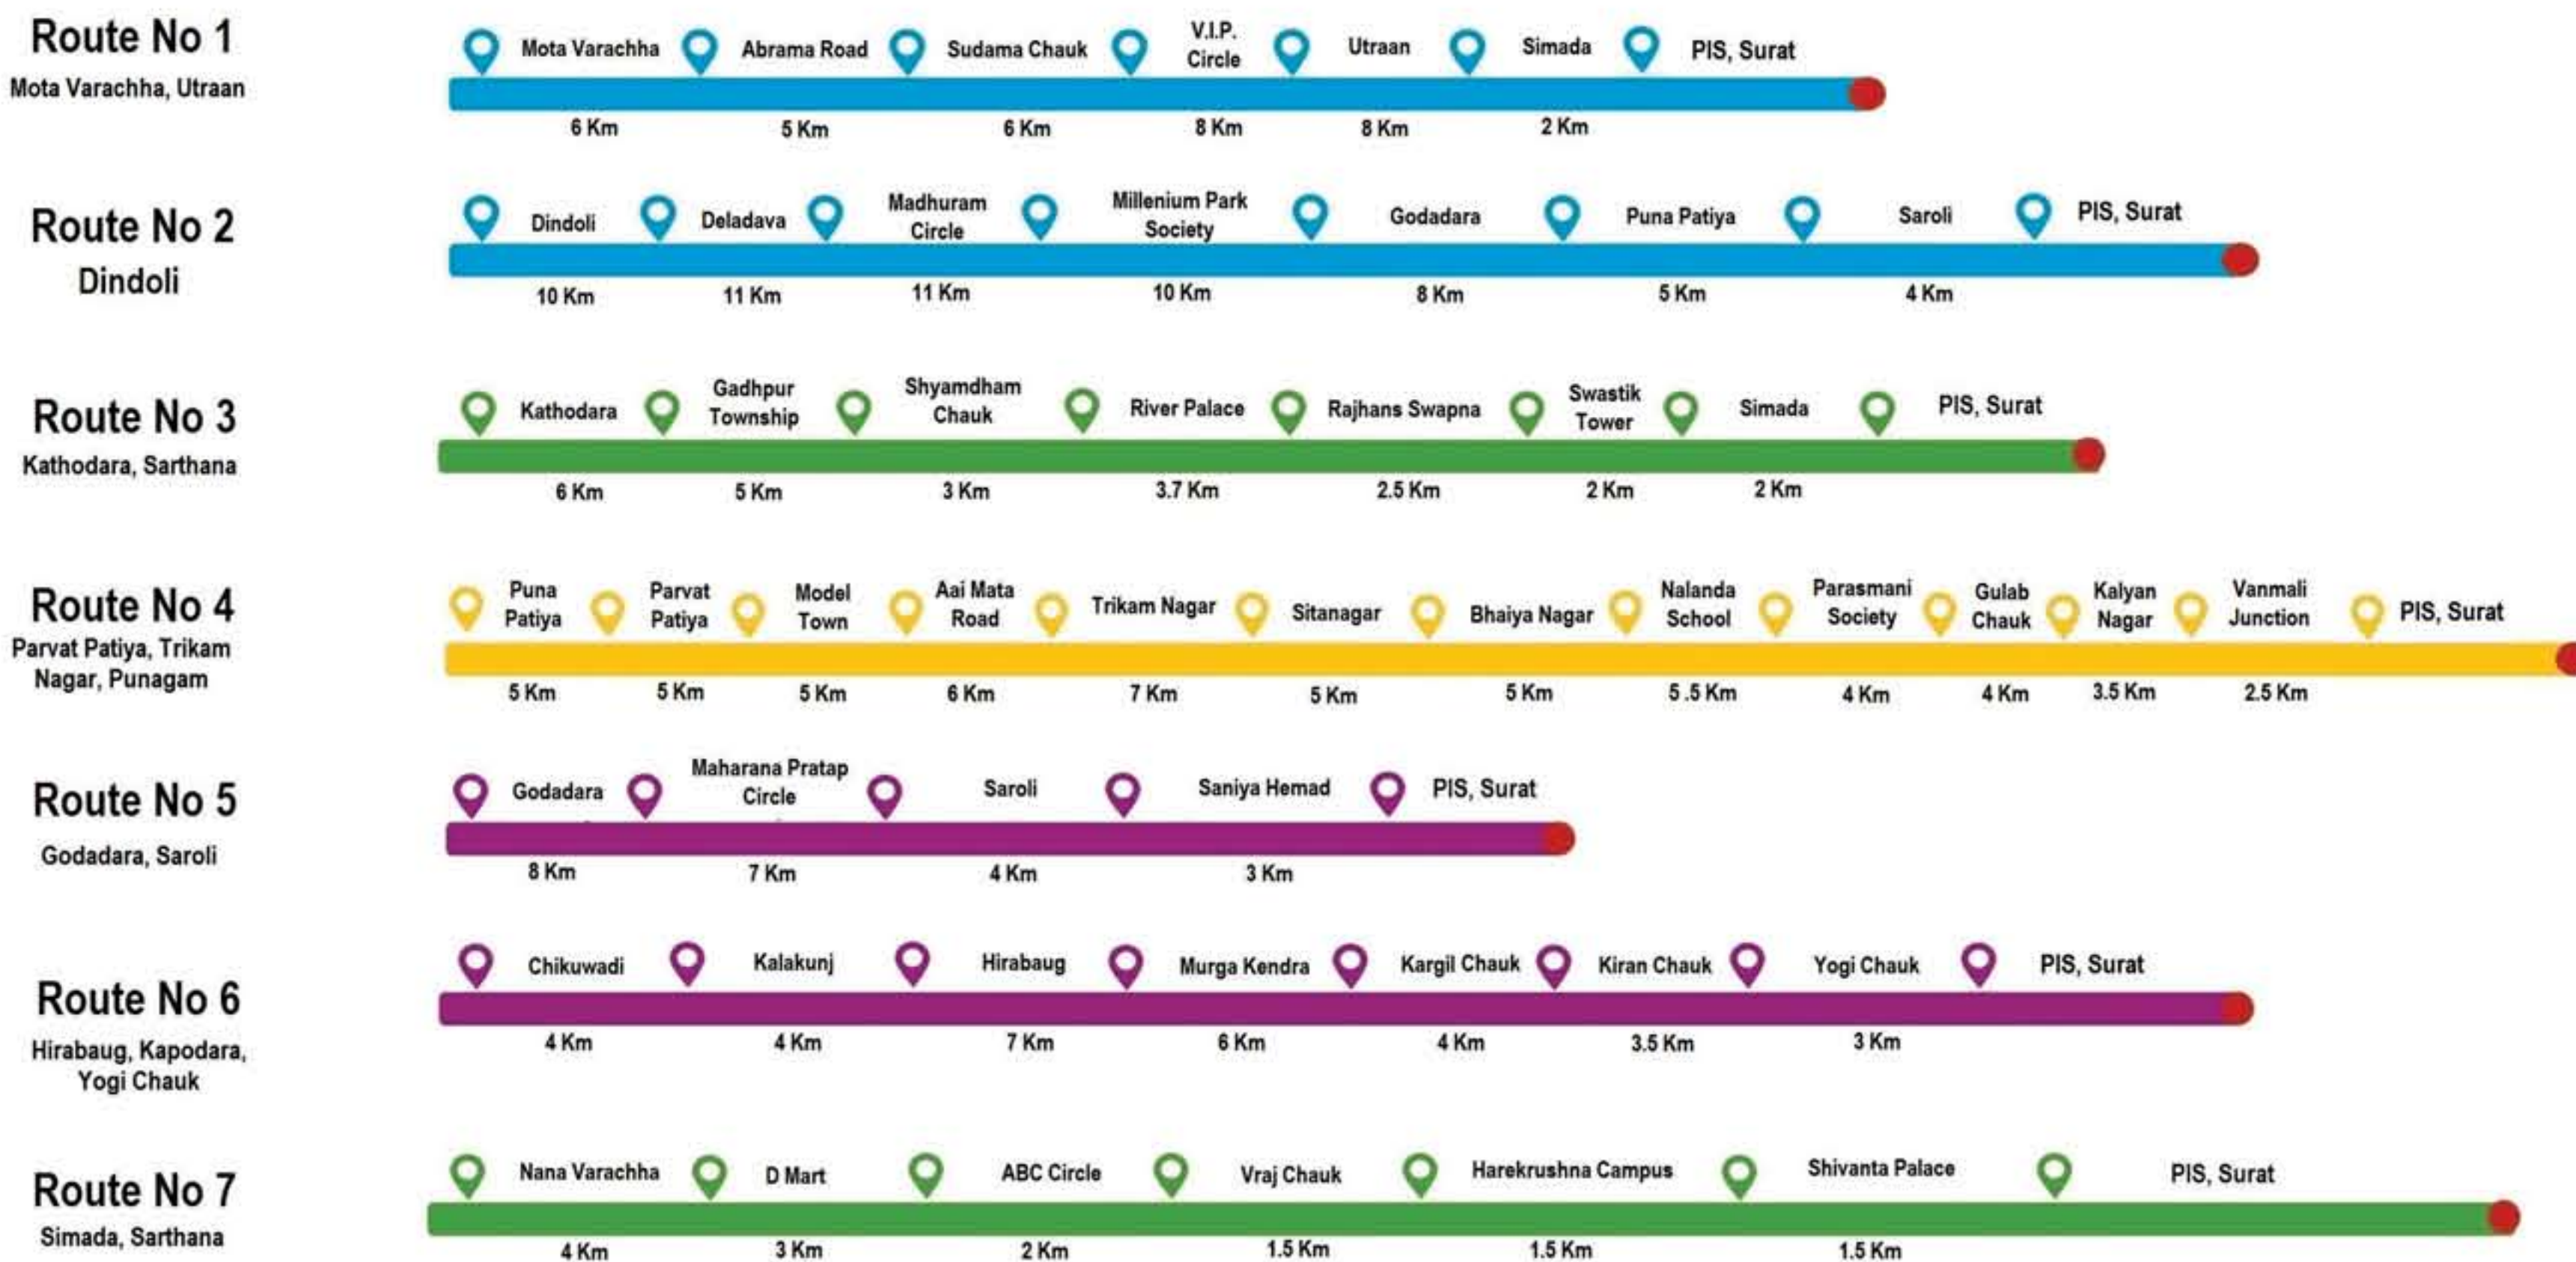 Route No 1
Mota Varachha, Utraan
Mota Varachha
Abrama Road
Sudama Chauk
V.I.P.
Circle
Utraan
Simada
PIS, Surat
6 Km
5 Km
6 Km
8 Km
8 Km
2 Km
Route No 2
Dindoli
Dindoli
Deladava
Madhuram
Circle
Millenium Park
Society
Godadara
Puna Patiya
Saroli
PIS, Surat
10 Km
11 Km
11 Km
10 Km
8 Km
5 Km
4 Km
Route No 3
Kathodara, Sarthana
Kathodara
Gadhpur
Township
Shyamdham
Chauk
River Palace
Rajhans Swapna
Swastik
Tower
Simada
PIS, Surat
6 Km
5 Km
3 Km
3.7 Km
2.5 Km
2 Km
2 Km
Route No 4
Parvat Patiya, Trikam
Nagar, Punagam
Puna
Patiya
Parvat
Patiya
Model
Town
Aai Mata
Road
Trikam Nagar
Sitanagar
Bhaiya Nagar
Nalanda
School
Parasmani
Society
Gulab
Chauk
Kalyan
Nagar
Vanmali
Junction
PIS, Surat
5 Km
5 Km
5 Km
6 Km
7 Km
5 Km
5 Km
5 .5 Km
4 Km
4 Km
3.5 Km
2.5 Km
Route No 5
Godadara, Saroli
Godadara
Maharana Pratap
Circle
Saroli
Saniya Hemad
PIS, Surat
8 Km
7 Km
4 Km
3 Km
Route No 6
Hirabaug, Kapodara,
Yogi Chauk
Chikuwadi
Kalakunj
Hirabaug
Murga Kendra
Kargil Chauk
Kiran Chauk
Yogi Chauk
PIS, Surat
4 Km
4 Km
7 Km
6 Km
4 Km
3.5 Km
3 Km
Route No 7
Simada, Sarthana
Nana Varachha
D Mart
ABC Circle
Vraj Chauk
Harekrushna Campus
Shivanta Palace
PIS, Surat
4 Km
3 Km
2 Km
1.5 Km
1.5 Km
1.5 Km